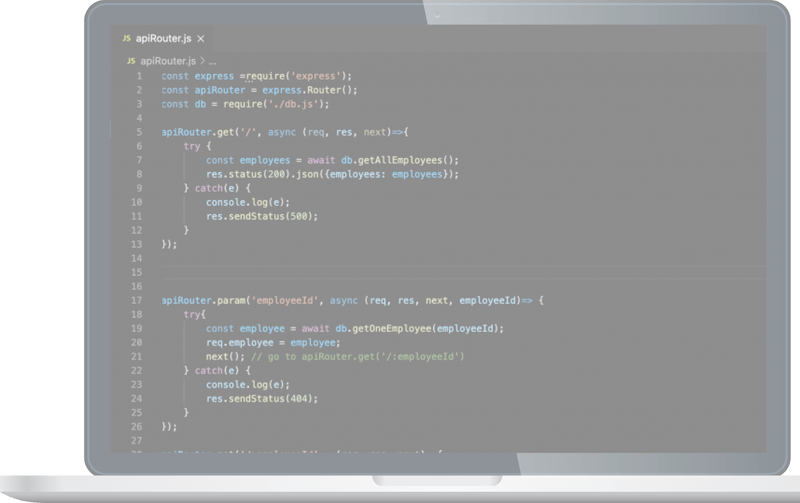 JS apiRouter.js ×
JS apiRouter.js > ...
1 const express =require('express');
2 const apiRouter = express.Router();
3 const db = require('./db.js');
4
5 apiRouter.get('/', async (req, res, next)=>{
6 try {
7 const employees = await db.getAllEmployees();
8 res.status(200).json({employees: employees});
9 } catch(e) {
10 console.log(e);
11 res.sendStatus(500);
12 }
13 });
14
15
16
17 apiRouter.param('employeeId', async (req, res, next, employeeId)=> {
18 try{
19 const employee = await db.getOneEmployee(employeeId);
20 req.employee = employee;
21 next(); // go to apiRouter.get('/:employeeId')
22 } catch(e) {
23 console.log(e);
24 res.sendStatus(404);
25 }
26 });
27